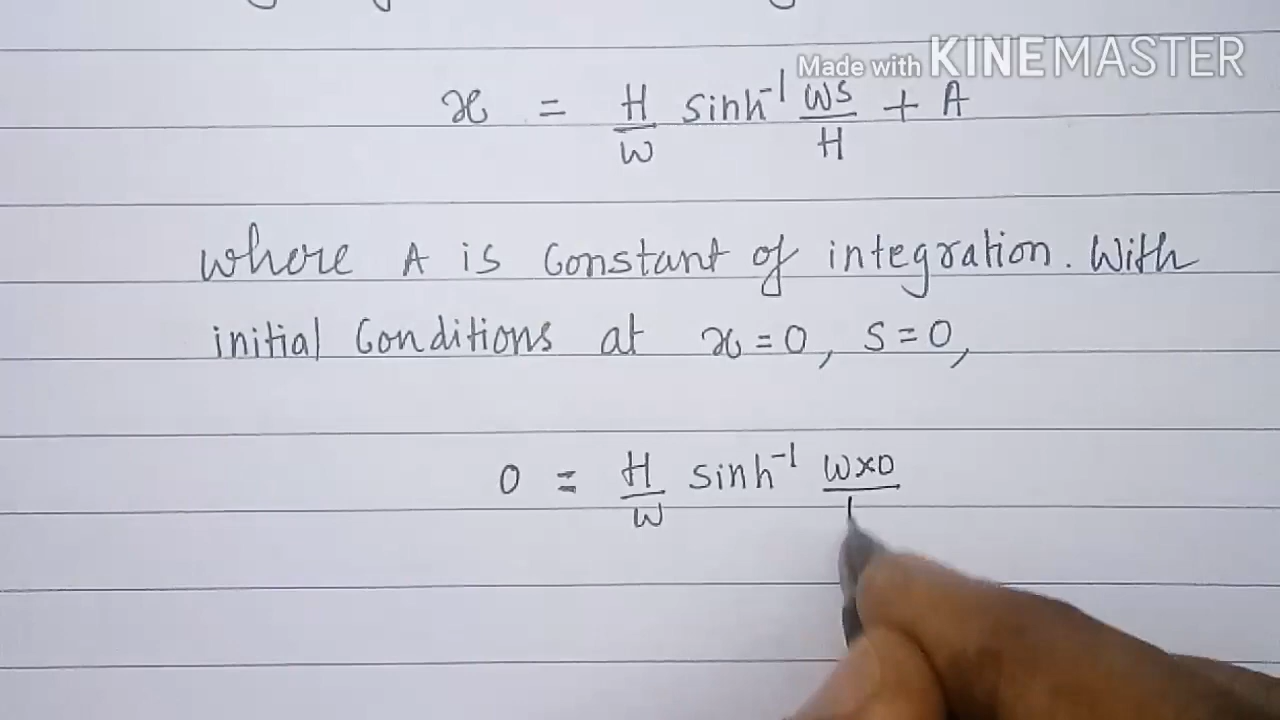 Made with KINEMASTER
x = H/W sinh⁻¹ WS/H + A
where A is Constant of integration. With
initial Conditions at x = 0, S = 0,
0 = H/W sinh⁻¹ W×0/